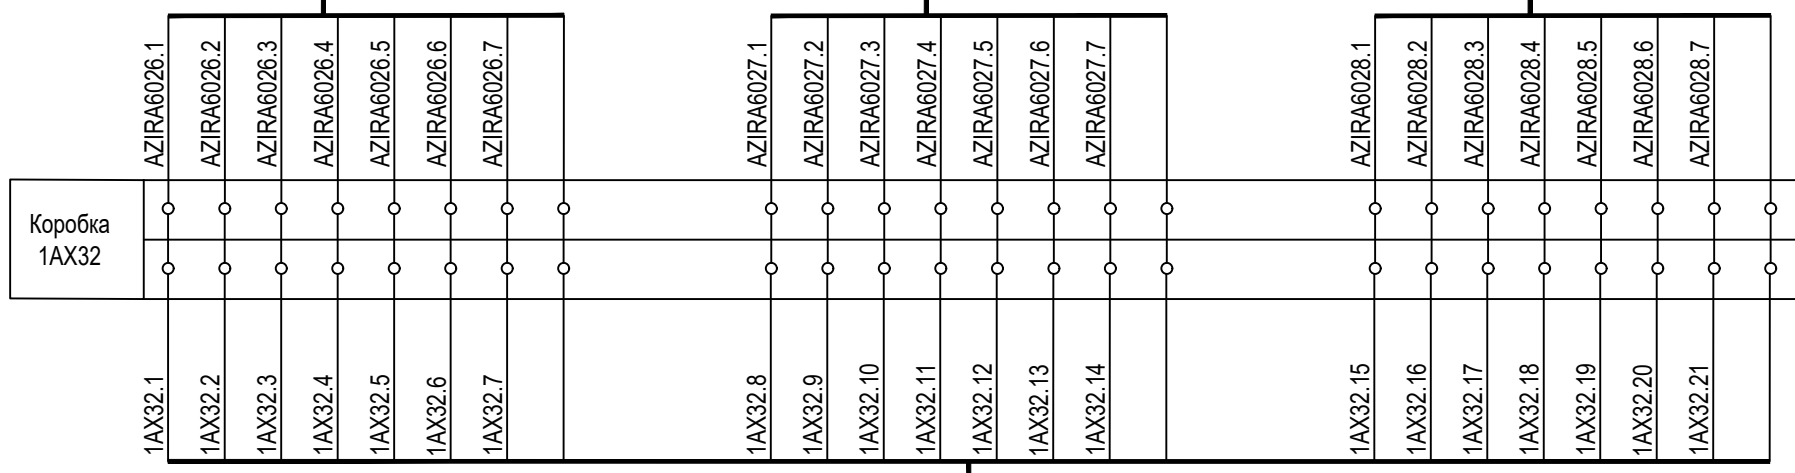 AZIRA6026.1
AZIRA6026.2
AZIRA6026.3
AZIRA6026.4
AZIRA6026.5
AZIRA6026.6
AZIRA6026.7
AZIRA6027.1
AZIRA6027.2
AZIRA6027.3
AZIRA6027.4
AZIRA6027.5
AZIRA6027.6
AZIRA6027.7
AZIRA6028.1
AZIRA6028.2
AZIRA6028.3
AZIRA6028.4
AZIRA6028.5
AZIRA6028.6
AZIRA6028.7
Коробка
1АХ32
1AX32.1
1AX32.2
1AX32.3
1AX32.4
1AX32.5
1AX32.6
1AX32.7
1AX32.8
1AX32.9
1AX32.10
1AX32.11
1AX32.12
1AX32.13
1AX32.14
1AX32.15
1AX32.16
1AX32.17
1AX32.18
1AX32.19
1AX32.20
1AX32.21